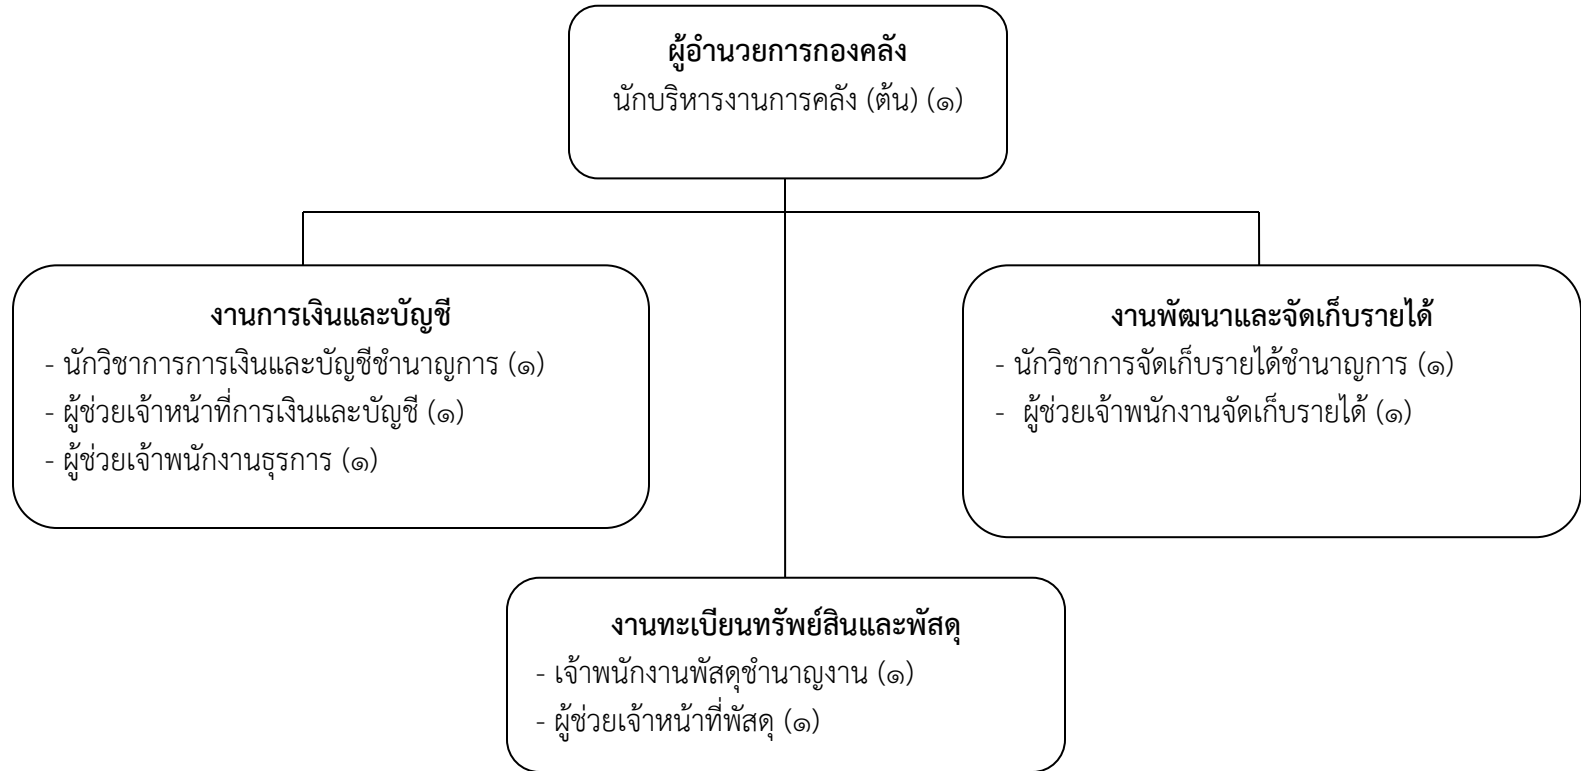 ผู้อำนวยการกองคลัง
นักบริหารงานการคลัง (ต้น) (๑)
งานการเงินและบัญชี
- นักวิชาการการเงินและบัญชีชำนาญการ (๑)
- ผู้ช่วยเจ้าหน้าที่การเงินและบัญชี (๑)
- ผู้ช่วยเจ้าพนักงานธุรการ (๑)
งานพัฒนาและจัดเก็บรายได้
- นักวิชาการจัดเก็บรายได้ชำนาญการ (๑)
- ผู้ช่วยเจ้าพนักงานจัดเก็บรายได้ (๑)
งานทะเบียนทรัพย์สินและพัสดุ
- เจ้าพนักงานพัสดุชำนาญงาน (๑)
- ผู้ช่วยเจ้าหน้าที่พัสดุ (๑)